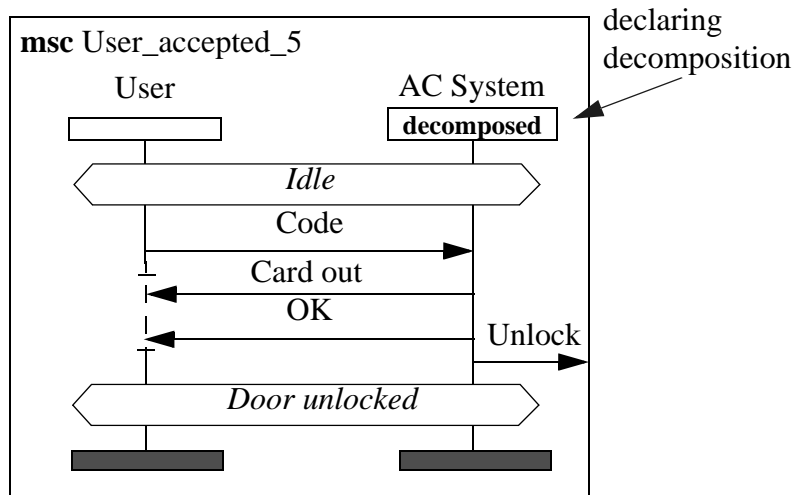 declaring
decomposition
msc User_accepted_5
User
AC System
decomposed
Idle
Code
Card out
OK
Unlock
Door unlocked